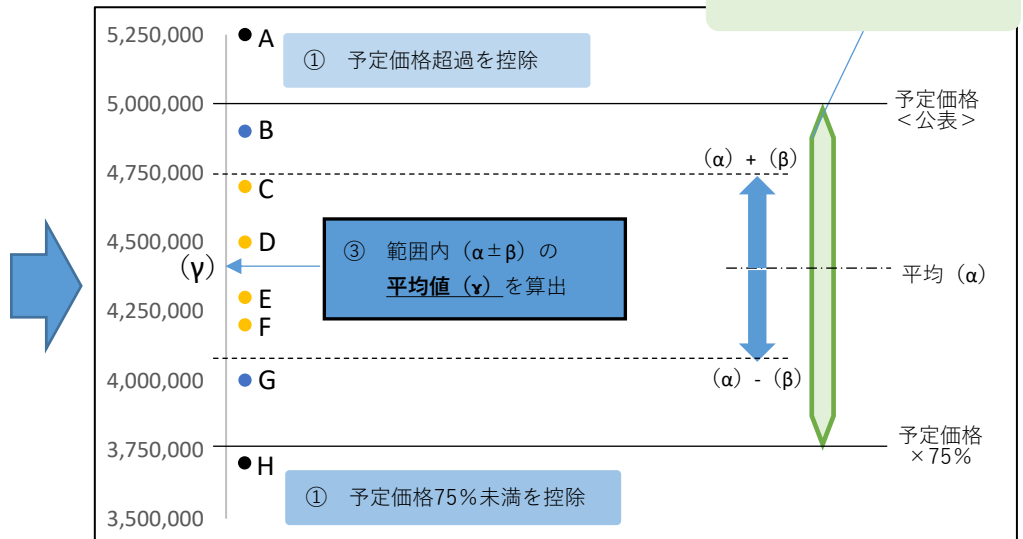 5,250,000
A
① 予定価格超過を控除
5,000,000
予定価格
<公表>
B
(α) + (β)
4,750,000
C
4,500,000
D
③ 範囲内（α±β）の
平均値（γ）を算出
(γ)
平均（α）
E
4,250,000
F
4,000,000
G
(α) - (β)
予定価格
×75%
3,750,000
H
① 予定価格75%未満を控除
3,500,000